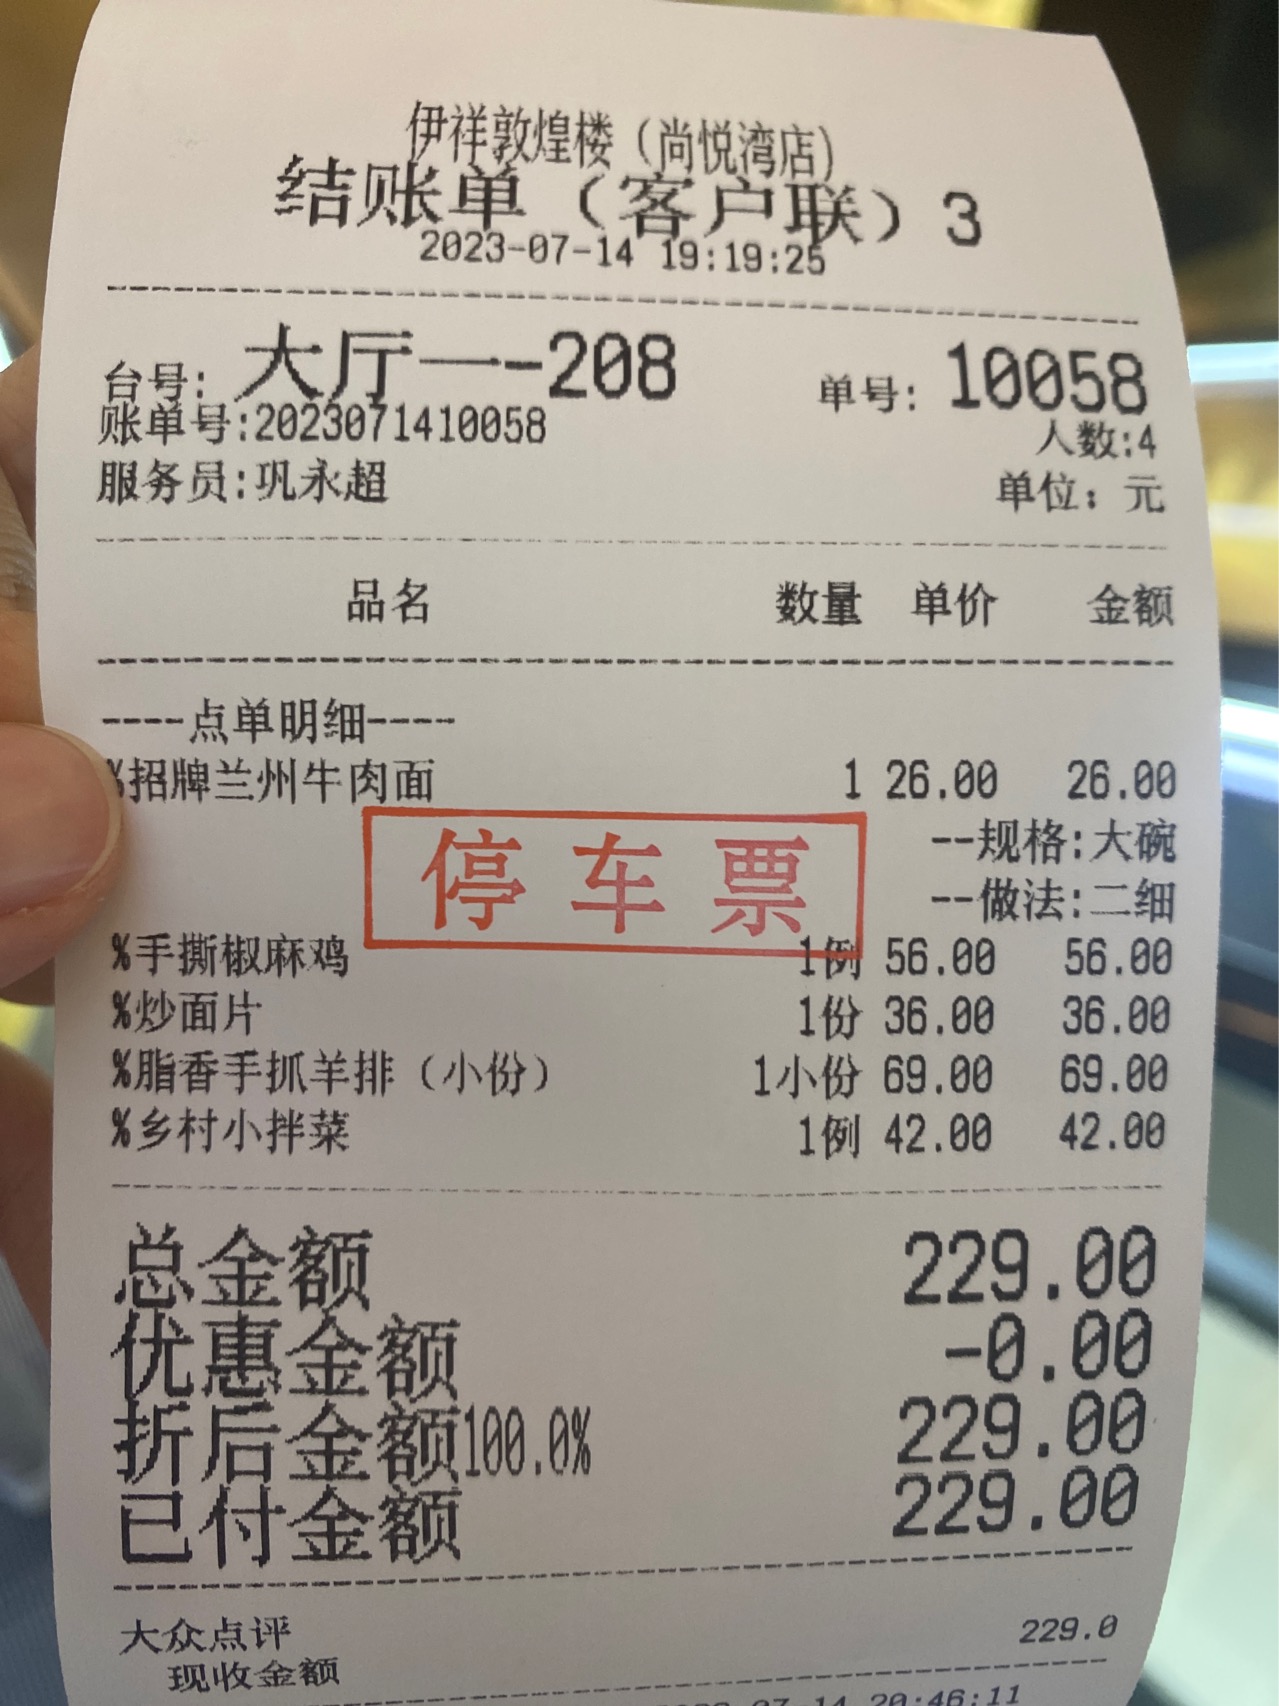 伊祥敦煌楼（尚悦湾店）
结账单（客户联）3
2023-07-14 19:19:25
台号: 大厅一-208 单号: 10058
账单号:2023071410058 人数:4
服务员:巩永超 单位：元
品名 数量 单价 金额
----点单明细----
%招牌兰州牛肉面 1 26.00 26.00
--规格:大碗
停车票
--做法:二细
%手撕椒麻鸡 1例 56.00 56.00
%炒面片 1份 36.00 36.00
%脂香手抓羊排（小份） 1小份 69.00 69.00
%乡村小拌菜 1例 42.00 42.00
总金额 229.00
优惠金额 -0.00
折后金额100.0% 229.00
已付金额 229.00
大众点评 229.0
现收金额
07-14 20:46:11